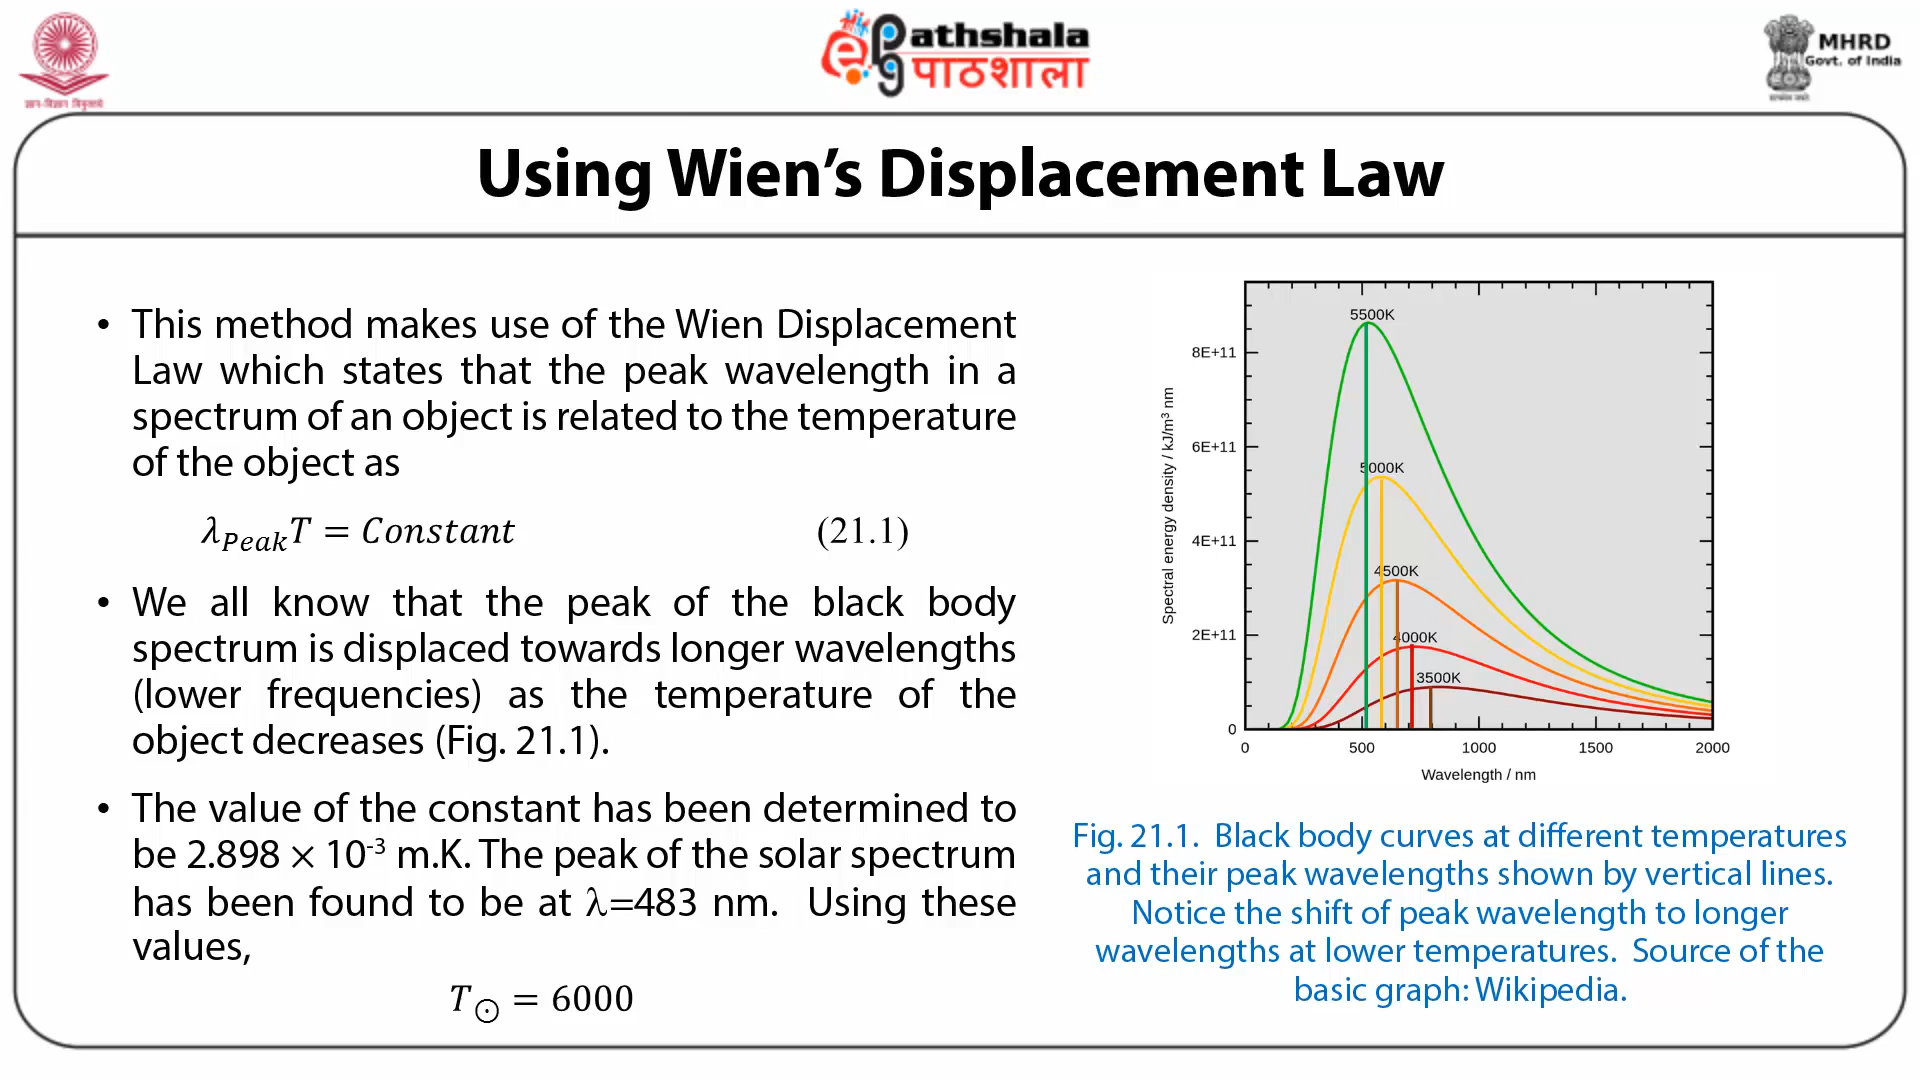 ज्ञान-विज्ञान विमुक्तये
ePathshala
पाठशाला
MHRD
Govt. of India
सत्यमेव जयते
Using Wien’s Displacement Law
• This method makes use of the Wien Displacement
Law which states that the peak wavelength in a
spectrum of an object is related to the temperature
of the object as
λ_Peak T = Constant (21.1)
• We all know that the peak of the black body
spectrum is displaced towards longer wavelengths
(lower frequencies) as the temperature of the
object decreases (Fig. 21.1).
• The value of the constant has been determined to
be 2.898 × 10⁻³ m.K. The peak of the solar spectrum
has been found to be at λ=483 nm. Using these
values,
T⊙ = 6000
Spectral energy density / kJ/m³ nm
8E+11
6E+11
4E+11
2E+11
0
5500K
5000K
4500K
4000K
3500K
0 500 1000 1500 2000
Wavelength / nm
Fig. 21.1. Black body curves at different temperatures
and their peak wavelengths shown by vertical lines.
Notice the shift of peak wavelength to longer
wavelengths at lower temperatures. Source of the
basic graph: Wikipedia.